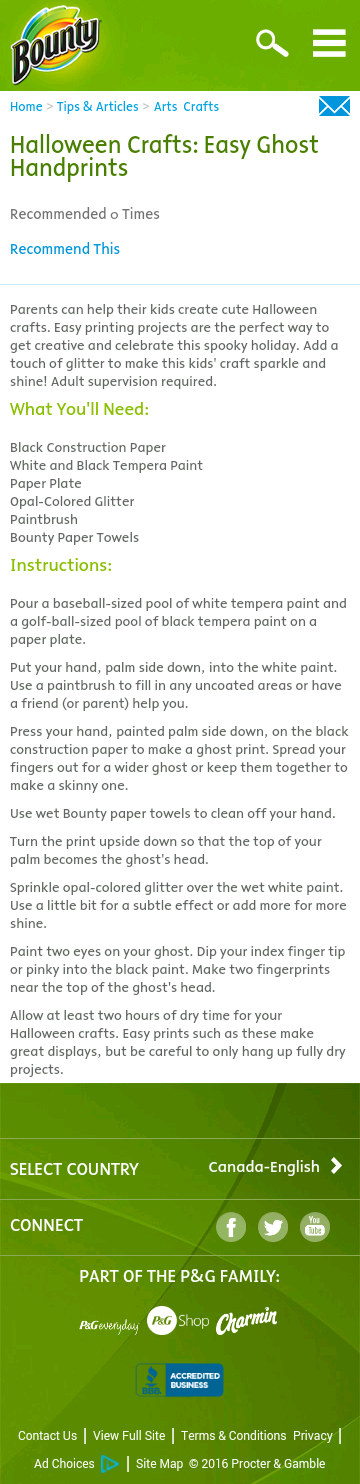 Bounty
Home > Tips & Articles > Arts Crafts
Halloween Crafts: Easy Ghost
Handprints
Recommended 0 Times
Recommend This
Parents can help their kids create cute Halloween
crafts. Easy printing projects are the perfect way to
get creative and celebrate this spooky holiday. Add a
touch of glitter to make this kids' craft sparkle and
shine! Adult supervision required.
What You'll Need:
Black Construction Paper
White and Black Tempera Paint
Paper Plate
Opal-Colored Glitter
Paintbrush
Bounty Paper Towels
Instructions:
Pour a baseball-sized pool of white tempera paint and
a golf-ball-sized pool of black tempera paint on a
paper plate.
Put your hand, palm side down, into the white paint.
Use a paintbrush to fill in any uncoated areas or have
a friend (or parent) help you.
Press your hand, painted palm side down, on the black
construction paper to make a ghost print. Spread your
fingers out for a wider ghost or keep them together to
make a skinny one.
Use wet Bounty paper towels to clean off your hand.
Turn the print upside down so that the top of your
palm becomes the ghost's head.
Sprinkle opal-colored glitter over the wet white paint.
Use a little bit for a subtle effect or add more for more
shine.
Paint two eyes on your ghost. Dip your index finger tip
or pinky into the black paint. Make two fingerprints
near the top of the ghost's head.
Allow at least two hours of dry time for your
Halloween crafts. Easy prints such as these make
great displays, but be careful to only hang up fully dry
projects.
SELECT COUNTRY Canada-English
CONNECT f You Tube
PART OF THE P&G FAMILY:
P&G everyday P&G Shop Charmin
BBB ACCREDITED BUSINESS
Contact Us | View Full Site | Terms & Conditions Privacy |
Ad Choices | Site Map © 2016 Procter & Gamble